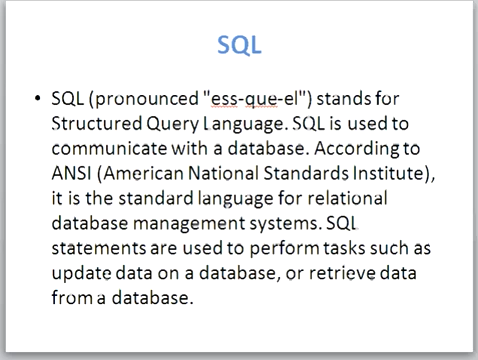 SQL
• SQL (pronounced "ess-que-el") stands for
Structured Query Language. SQL is used to
communicate with a database. According to
ANSI (American National Standards Institute),
it is the standard language for relational
database management systems. SQL
statements are used to perform tasks such as
update data on a database, or retrieve data
from a database.